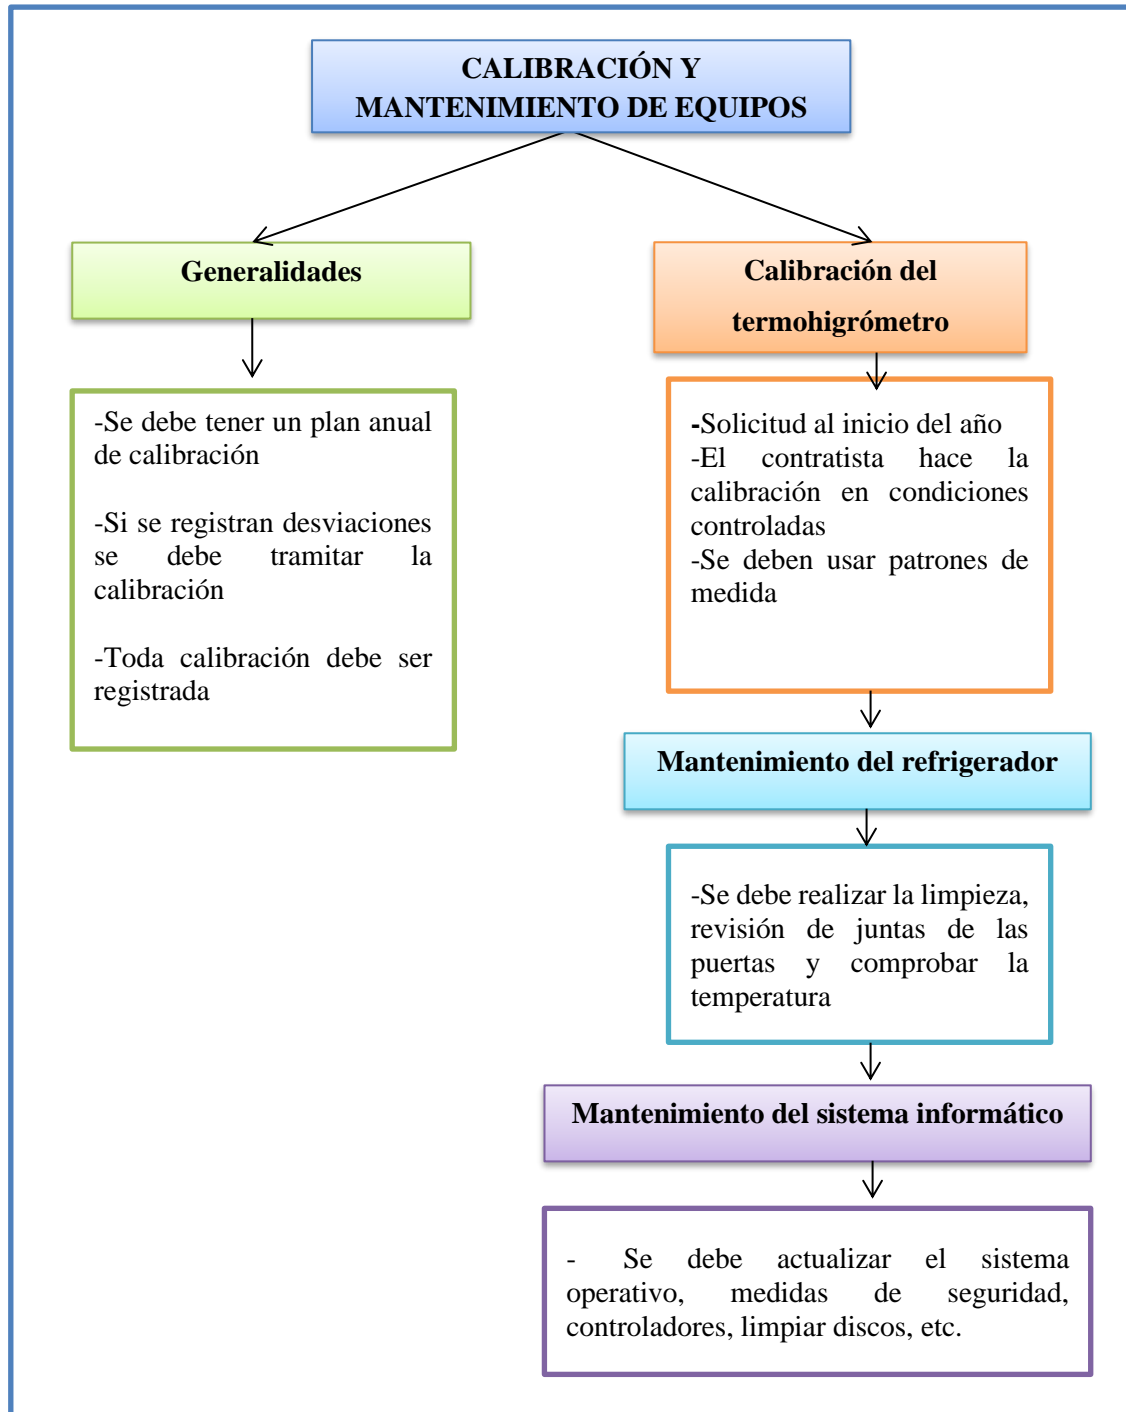 CALIBRACIÓN Y
MANTENIMIENTO DE EQUIPOS
Generalidades
-Se debe tener un plan anual
de calibración
-Si se registran desviaciones
se debe tramitar la
calibración
-Toda calibración debe ser
registrada
Calibración del
termohigrómetro
-Solicitud al inicio del año
-El contratista hace la
calibración en condiciones
controladas
-Se deben usar patrones de
medida
Mantenimiento del refrigerador
-Se debe realizar la limpieza,
revisión de juntas de las
puertas y comprobar la
temperatura
Mantenimiento del sistema informático
- Se debe actualizar el sistema
operativo, medidas de seguridad,
controladores, limpiar discos, etc.